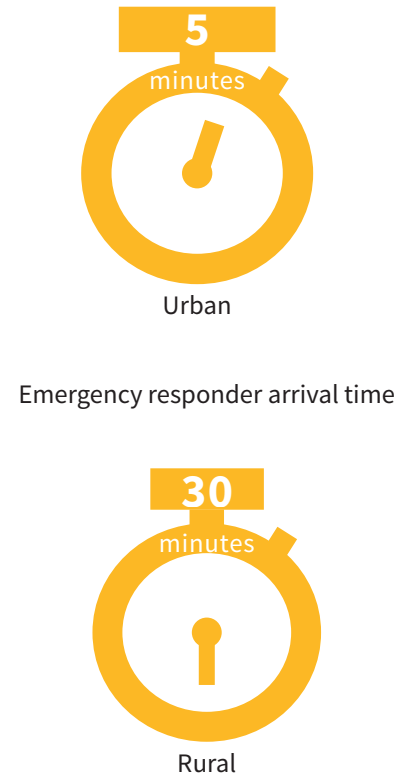 5
minutes
Urban
Emergency responder arrival time
30
minutes
Rural